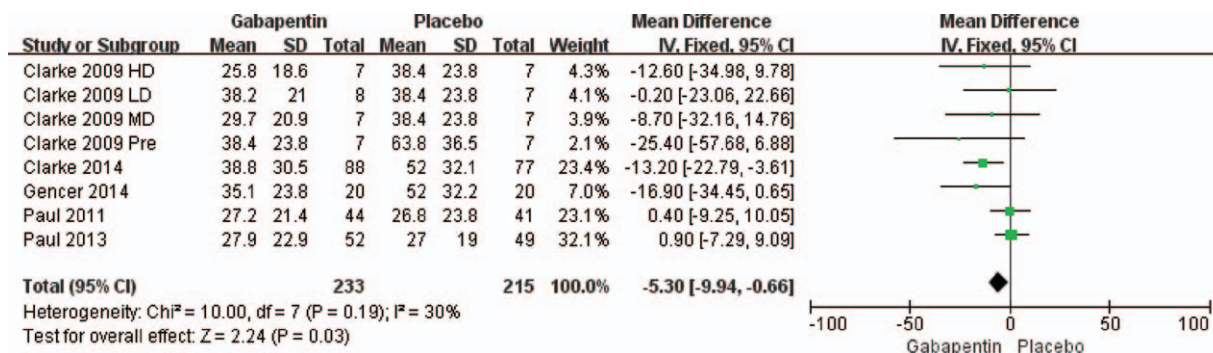 Gabapentin Placebo Mean Difference Mean Difference
Study or Subgroup Mean SD Total Mean SD Total Weight IV, Fixed, 95% CI IV, Fixed, 95% CI
Clarke 2009 HD 25.8 18.6 7 38.4 23.8 7 4.3% -12.60 [-34.98, 9.78]
Clarke 2009 LD 38.2 21 8 38.4 23.8 7 4.1% -0.20 [-23.06, 22.66]
Clarke 2009 MD 29.7 20.9 7 38.4 23.8 7 3.9% -8.70 [-32.16, 14.76]
Clarke 2009 Pre 38.4 23.8 7 63.8 36.5 7 2.1% -25.40 [-57.68, 6.88]
Clarke 2014 38.8 30.5 88 52 32.1 77 23.4% -13.20 [-22.79, -3.61]
Gencer 2014 35.1 23.8 20 52 32.2 20 7.0% -16.90 [-34.45, 0.65]
Paul 2011 27.2 21.4 44 26.8 23.8 41 23.1% 0.40 [-9.25, 10.05]
Paul 2013 27.9 22.9 52 27 19 49 32.1% 0.90 [-7.29, 9.09]
Total (95% CI) 233 215 100.0% -5.30 [-9.94, -0.66]
Heterogeneity: Chi² = 10.00, df = 7 (P = 0.19); I² = 30%
Test for overall effect: Z = 2.24 (P = 0.03)
-100 -50 0 50 100
Gabapentin Placebo